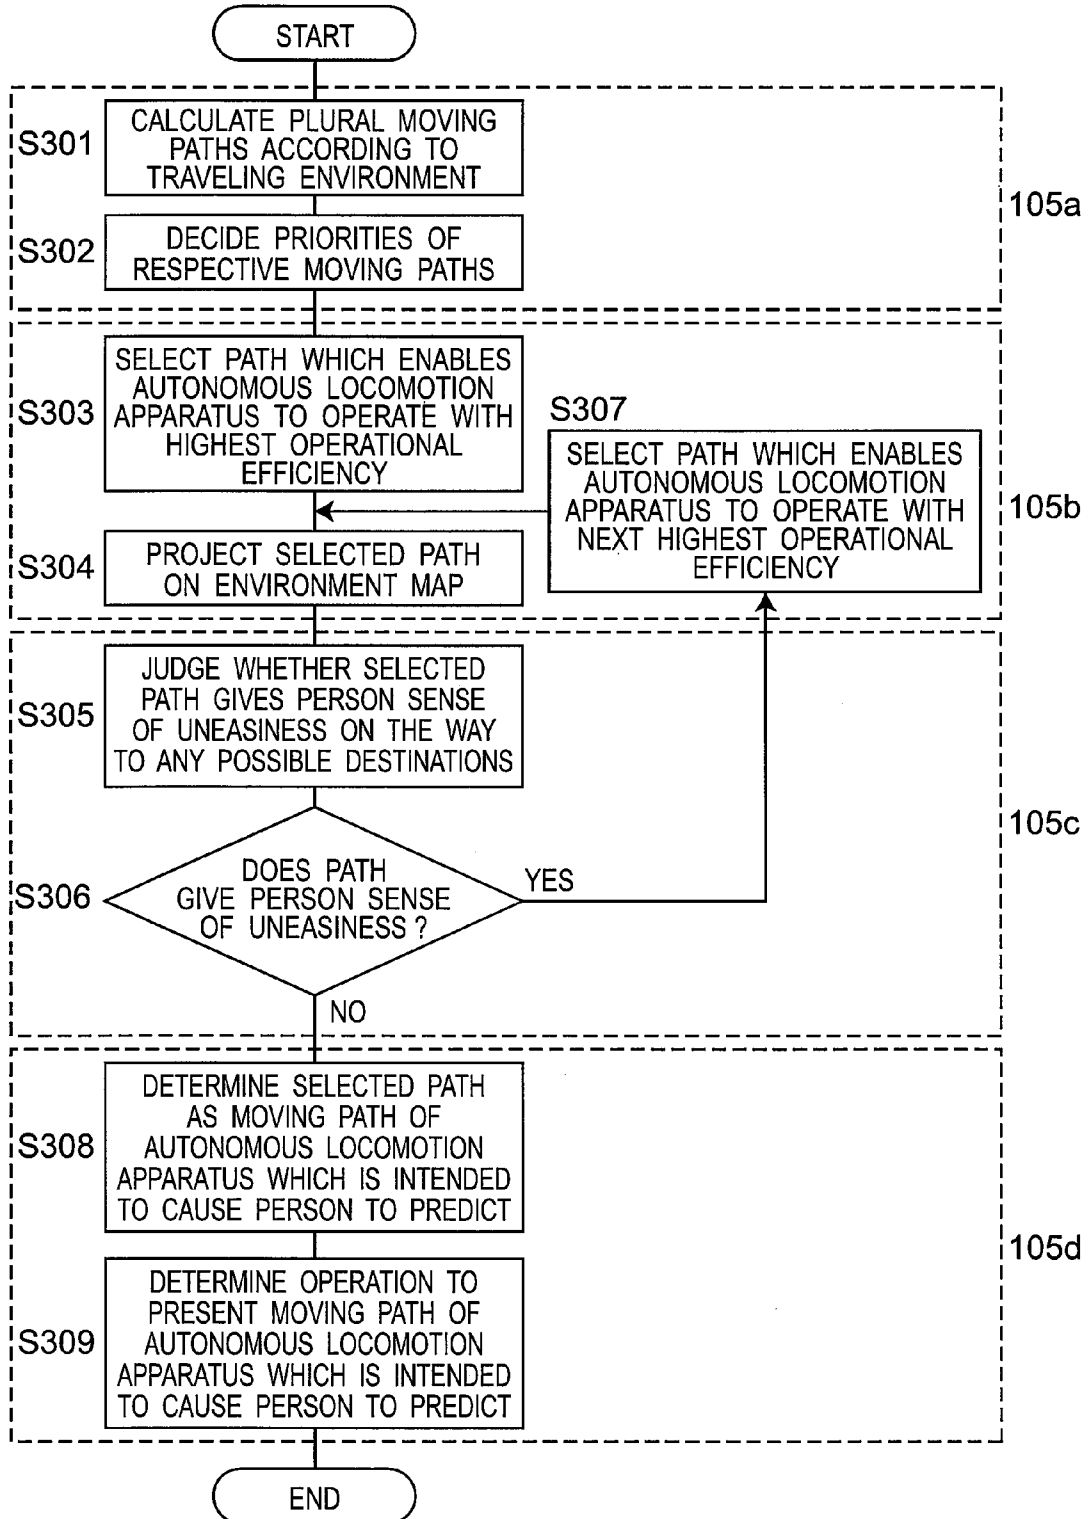 START
S301
CALCULATE PLURAL MOVING
PATHS ACCORDING TO
TRAVELING ENVIRONMENT
105a
S302
DECIDE PRIORITIES OF
RESPECTIVE MOVING PATHS
S303
SELECT PATH WHICH ENABLES
AUTONOMOUS LOCOMOTION
APPARATUS TO OPERATE WITH
HIGHEST OPERATIONAL
EFFICIENCY
S307
SELECT PATH WHICH ENABLES
AUTONOMOUS LOCOMOTION
APPARATUS TO OPERATE WITH
NEXT HIGHEST OPERATIONAL
EFFICIENCY
105b
S304
PROJECT SELECTED PATH
ON ENVIRONMENT MAP
S305
JUDGE WHETHER SELECTED
PATH GIVES PERSON SENSE
OF UNEASINESS ON THE WAY
TO ANY POSSIBLE DESTINATIONS
105c
S306
DOES PATH
GIVE PERSON SENSE
OF UNEASINESS ?
YES
NO
S308
DETERMINE SELECTED PATH
AS MOVING PATH OF
AUTONOMOUS LOCOMOTION
APPARATUS WHICH IS INTENDED
TO CAUSE PERSON TO PREDICT
105d
S309
DETERMINE OPERATION TO
PRESENT MOVING PATH OF
AUTONOMOUS LOCOMOTION
APPARATUS WHICH IS INTENDED
TO CAUSE PERSON TO PREDICT
END